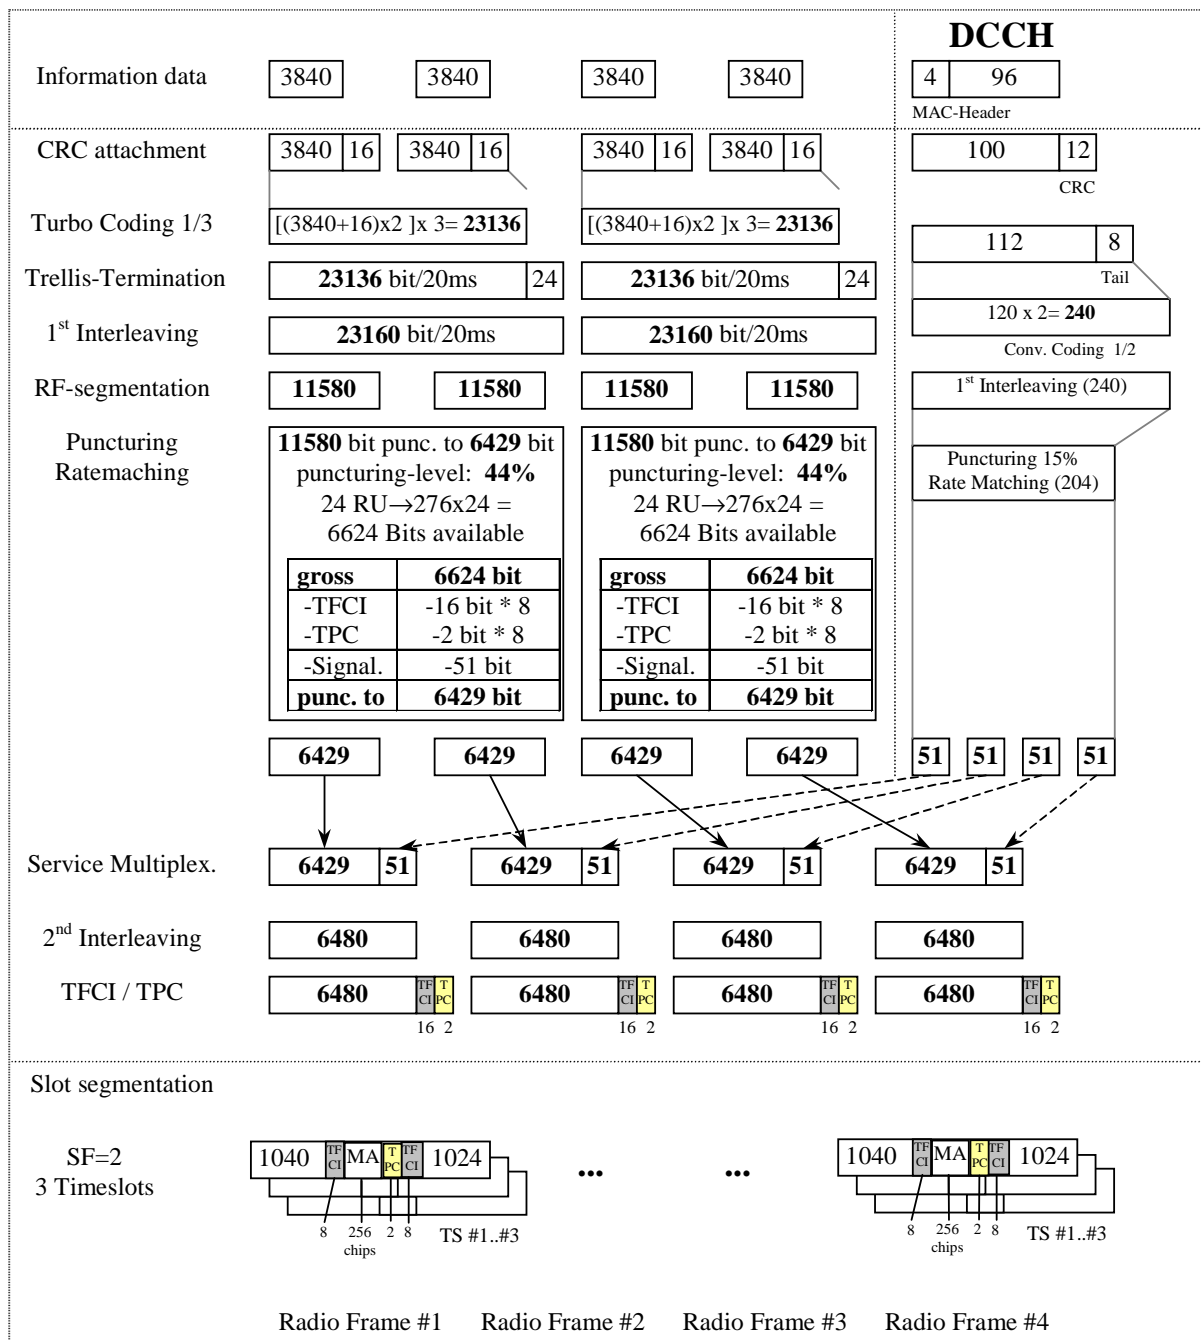 DCCH
Information data 3840 3840 3840 3840 4 96
MAC-Header
CRC attachment 3840 16 3840 16 3840 16 3840 16 100 12
CRC
Turbo Coding 1/3 [(3840+16)x2 ]x 3= 23136 [(3840+16)x2 ]x 3= 23136
112 8
Trellis-Termination 23136 bit/20ms 24 23136 bit/20ms 24
Tail
120 x 2= 240
1st Interleaving 23160 bit/20ms 23160 bit/20ms
Conv. Coding 1/2
RF-segmentation 11580 11580 11580 11580 1st Interleaving (240)
Puncturing 11580 bit punc. to 6429 bit 11580 bit punc. to 6429 bit
Ratemaching puncturing-level: 44% puncturing-level: 44% Puncturing 15%
24 RU→276x24 = 24 RU→276x24 = Rate Matching (204)
6624 Bits available 6624 Bits available
gross 6624 bit gross 6624 bit
-TFCI -16 bit * 8 -TFCI -16 bit * 8
-TPC -2 bit * 8 -TPC -2 bit * 8
-Signal. -51 bit -Signal. -51 bit
punc. to 6429 bit punc. to 6429 bit
6429 6429 6429 6429 51 51 51 51
Service Multiplex. 6429 51 6429 51 6429 51 6429 51
2nd Interleaving 6480 6480 6480 6480
TFCI / TPC 6480 TF CI T PC 6480 TF CI T PC 6480 TF CI T PC 6480 TF CI T PC
16 2 16 2 16 2 16 2
Slot segmentation
SF=2 1040 TF CI MA T PC TF CI 1024 ... ... 1040 TF CI MA T PC TF CI 1024
3 Timeslots
8 256 2 8 TS #1..#3 8 256 2 8 TS #1..#3
chips chips
Radio Frame #1 Radio Frame #2 Radio Frame #3 Radio Frame #4